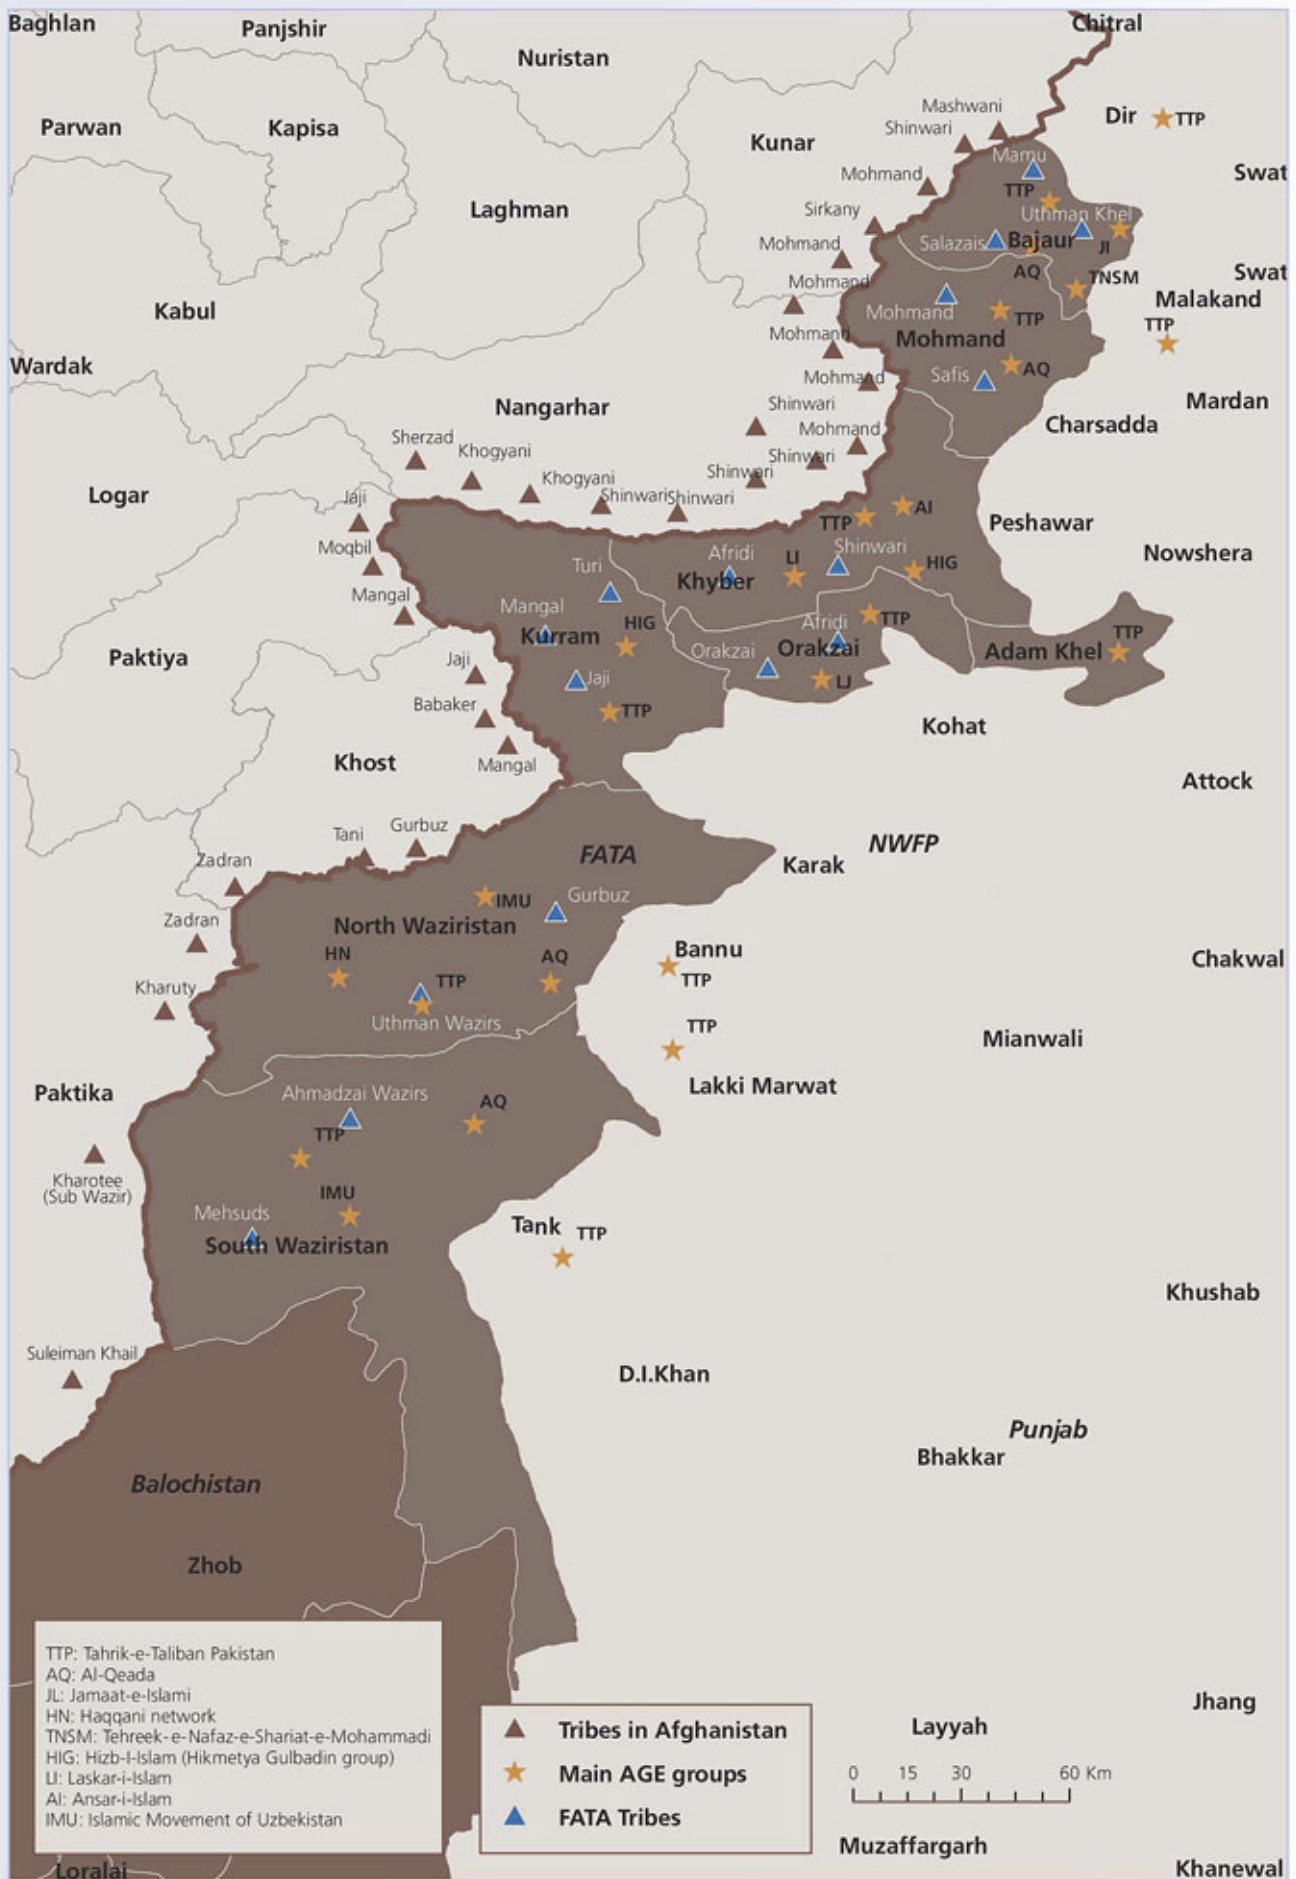 Baghlan
Panjshir
Chitral
Nuristan
Parwan
Kapisa
Kunar
Mashwani
Shinwari
Dir
TTP
Mamu
Mohmand
TTP
Swat
Laghman
Sirkany
Uthman Khel
Salazais
Bajaur
JI
Mohmand
AQ
TNSM
Swat
Mohmand
Malakand
Kabul
Mohmand
TTP
TTP
Mohmand
Mohmand
Wardak
AQ
Safis
Mohmand
Mardan
Nangarhar
Shinwari
Charsadda
Sherzad
Khogyani
Mohmand
Shinwari
Logar
Jaji
Khogyani
Shinwari
Shinwari
Shinwari
AI
TTP
Peshawar
Moqbil
Afridi
Shinwari
Nowshera
Turi
LI
HIG
Khyber
Mangal
Mangal
HIG
Kurram
Afridi
TTP
TTP
Paktiya
Jaji
Orakzai
Orakzai
Adam Khel
Jaji
LJ
Babaker
TTP
Kohat
Khost
Mangal
Attock
Tani
Gurbuz
FATA
NWFP
Zadran
Karak
IMU
Gurbuz
Zadran
North Waziristan
HN
AQ
Bannu
Chakwal
Kharuty
TTP
TTP
Uthman Wazirs
TTP
Mianwali
Paktika
Ahmadzai Wazirs
AQ
Lakki Marwat
TTP
Kharotee
(Sub Wazir)
IMU
Mehsuds
South Waziristan
Tank
TTP
Khushab
Suleiman Khail
D.I.Khan
Punjab
Bhakkar
Balochistan
Zhob
TTP: Tahrik-e-Taliban Pakistan
AQ: Al-Qeada
JL: Jamaat-e-Islami
HN: Haqqani network
TNSM: Tehreek-e-Nafaz-e-Shariat-e-Mohammadi
HIG: Hizb-I-Islam (Hikmetya Gulbadin group)
LI: Laskar-i-Islam
AI: Ansar-i-Islam
IMU: Islamic Movement of Uzbekistan
Tribes in Afghanistan
Main AGE groups
FATA Tribes
Jhang
Layyah
0 15 30 60 Km
Muzaffargarh
Loralai
Khanewal